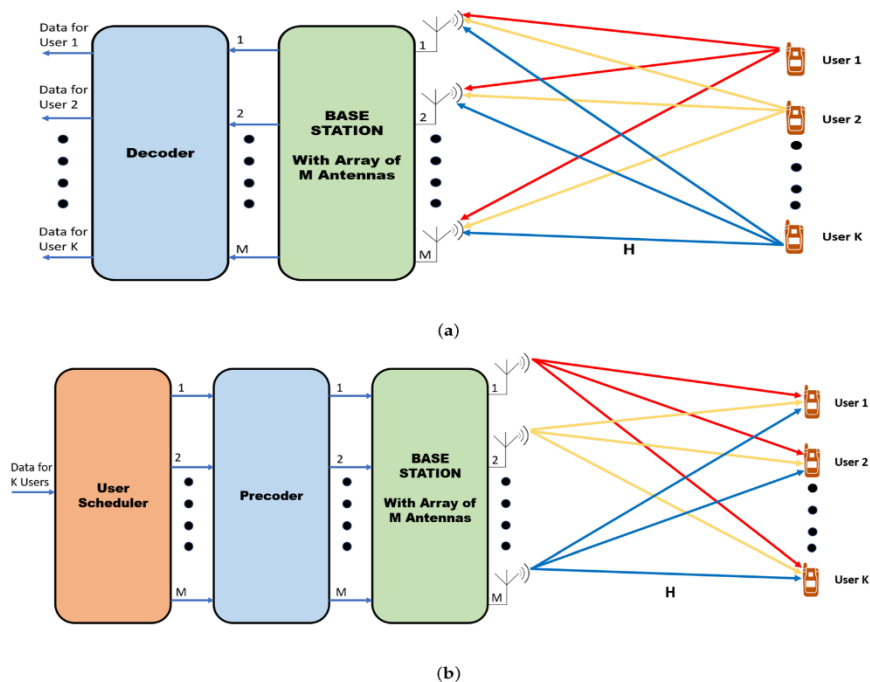 Data for
User 1
1
1
User 1
Data for
User 2
2
BASE
STATION
With Array of
M Antennas
2
User 2
Decoder
Data for
User K
M
M
User K
H
(a)
1
1
1
User 1
Data for
K Users
User
Scheduler
2
Precoder
2
BASE
STATION
With Array of
M Antennas
2
User 2
M
M
M
User K
H
(b)